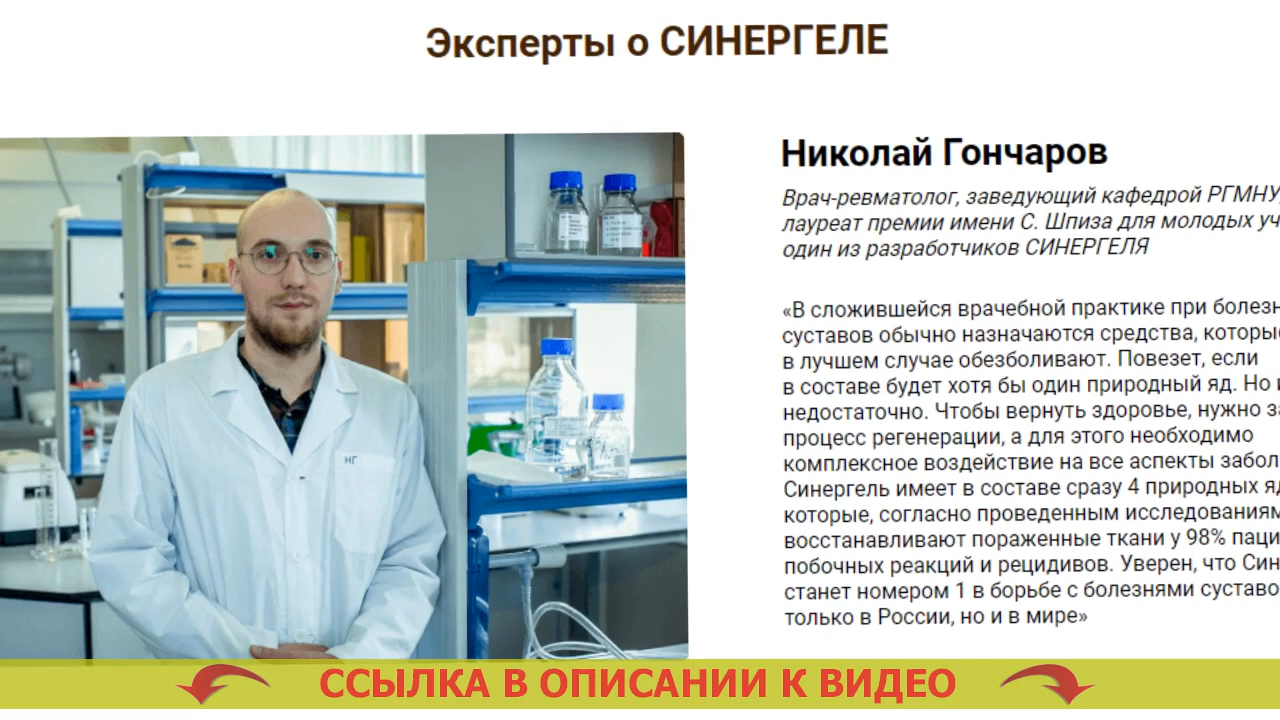 Эксперты о СИНЕРГЕЛЕ
Николай Гончаров
Врач-ревматолог, заведующий кафедрой РГМНУ,
лауреат премии имени С. Шпиза для молодых
один из разработчиков СИНЕРГЕЛЯ
«В сложившейся врачебной практике при
суставов обычно назначаются средства,
в лучшем случае обезболивают. Повезет, если
в составе будет хотя бы один природный яд. Но
недостаточно. Чтобы вернуть здоровье, нужно
процесс регенерации, а для этого необходимо
комплексное воздействие на все аспекты
Синергель имеет в составе сразу 4 природных
которые, согласно проведенным
восстанавливают пораженные ткани у 98%
побочных реакций и рецидивов. Уверен, что
станет номером 1 в борьбе с болезнями
только в России, но и в мире»
НГ
ССЫЛКА В ОПИСАНИИ К ВИДЕО